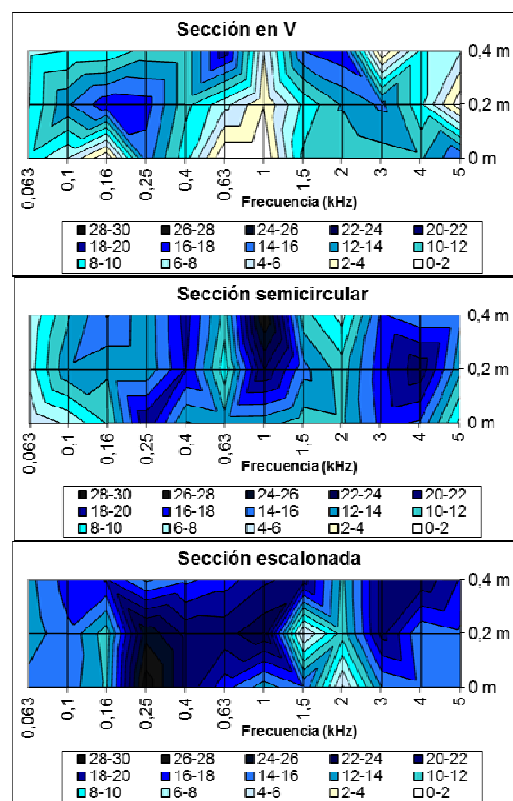 Sección en V
0,4 m
0,2 m
0 m
0,063 0,1 0,16 0,25 0,4 0,63 1 1,5 2 3 4 5
Frecuencia (kHz)
28-30 26-28 24-26 22-24 20-22
18-20 16-18 14-16 12-14 10-12
8-10 6-8 4-6 2-4 0-2
Sección semicircular
0,4 m
0,2 m
0 m
0,063 0,1 0,16 0,25 0,4 0,63 1 1,5 2 3 4 5
Frecuencia (kHz)
28-30 26-28 24-26 22-24 20-22
18-20 16-18 14-16 12-14 10-12
8-10 6-8 4-6 2-4 0-2
Sección escalonada
0,4 m
0,2 m
0 m
0,063 0,1 0,16 0,25 0,4 0,63 1 1,5 2 3 4 5
Frecuencia (kHz)
28-30 26-28 24-26 22-24 20-22
18-20 16-18 14-16 12-14 10-12
8-10 6-8 4-6 2-4 0-2